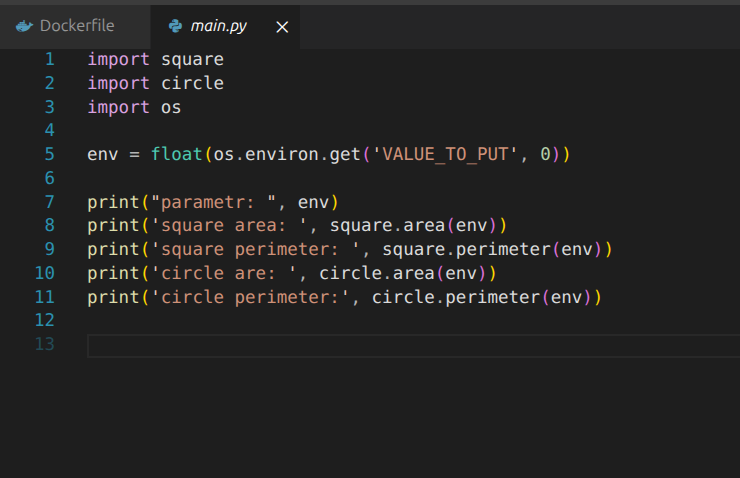 Dockerfile main.py
1 import square
2 import circle
3 import os
4
5 env = float(os.environ.get('VALUE_TO_PUT', 0))
6
7 print("parametr: ", env)
8 print('square area: ', square.area(env))
9 print('square perimeter: ', square.perimeter(env))
10 print('circle are: ', circle.area(env))
11 print('circle perimeter:', circle.perimeter(env))
12
13